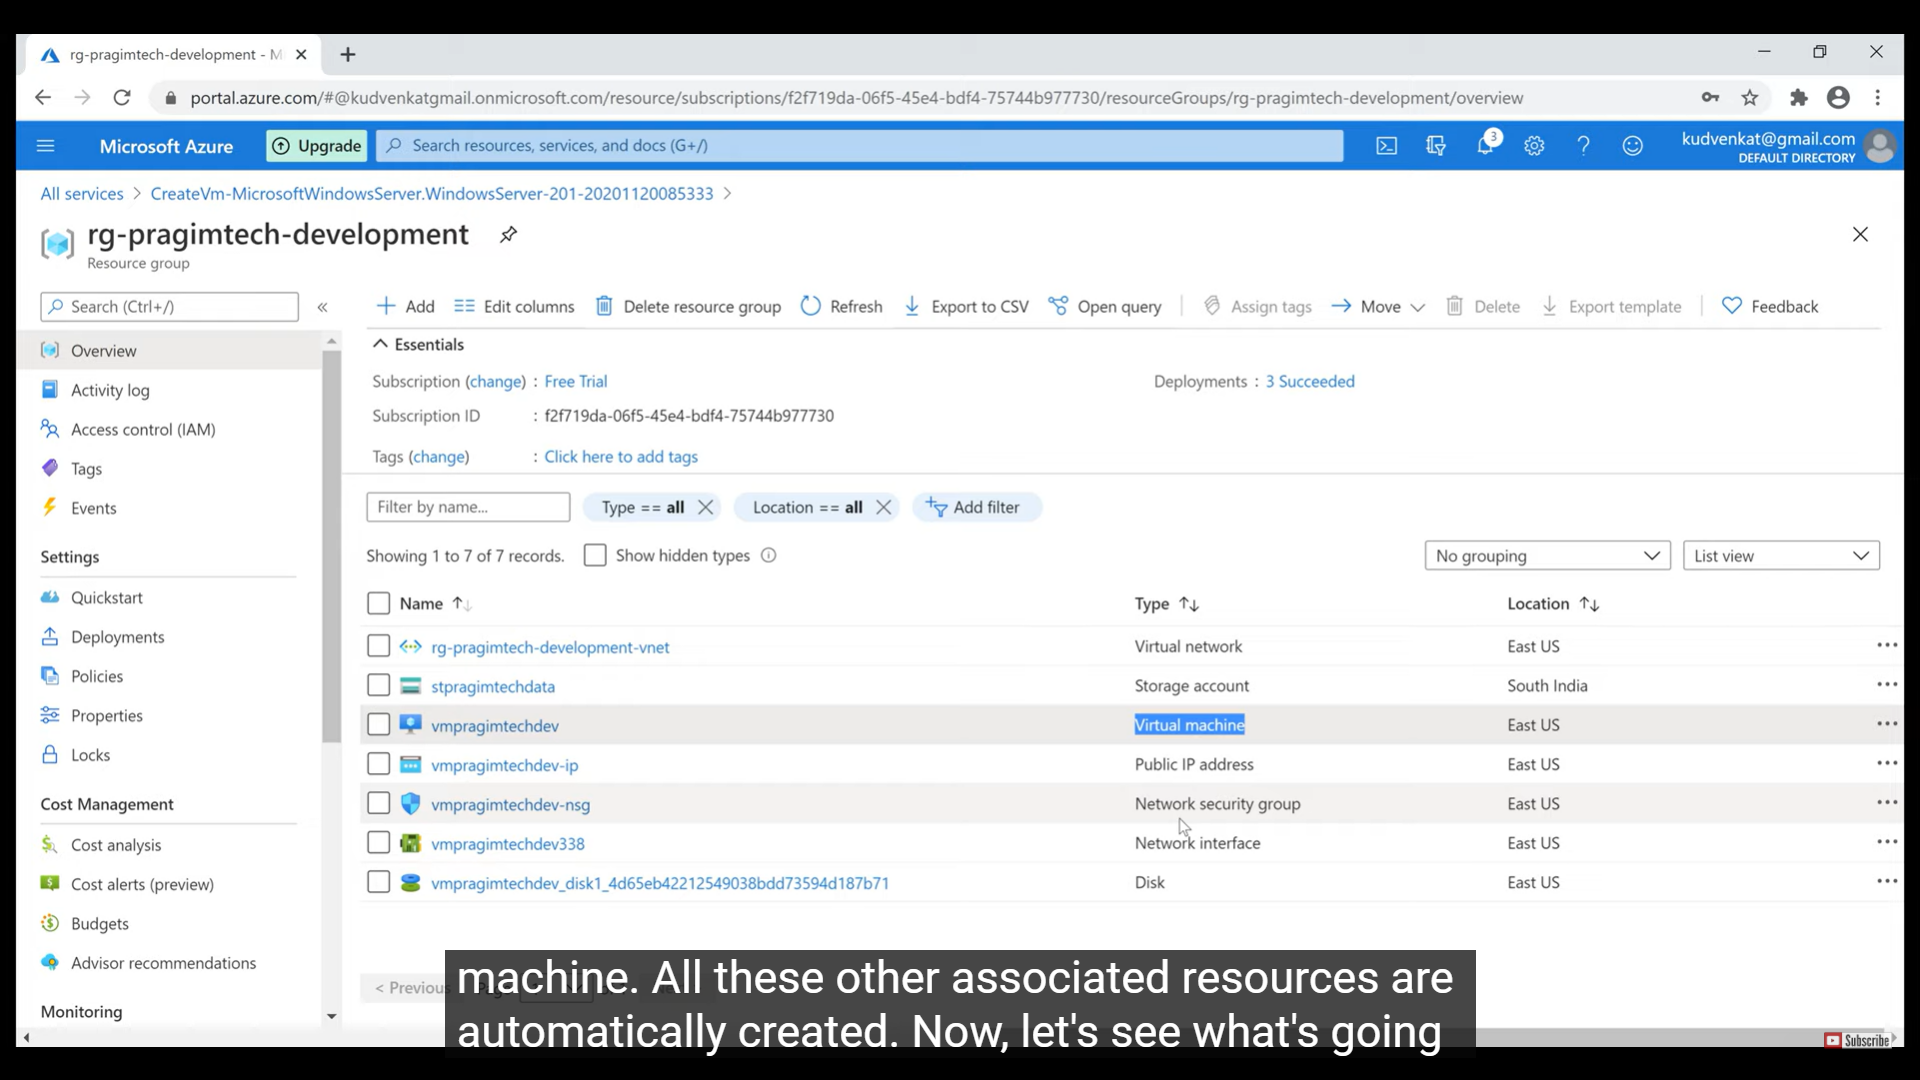 rg-pragimtech-development - M
portal.azure.com/#@kudvenkatgmail.onmicrosoft.com/resource/subscriptions/f2f719da-06f5-45e4-bdf4-75744b977730/resourceGroups/rg-pragimtech-development/overview
Microsoft Azure
Upgrade
Search resources, services, and docs (G+/)
3
kudvenkat@gmail.com
DEFAULT DIRECTORY
All services > CreateVm-MicrosoftWindowsServer.WindowsServer-201-20201120085333 >
rg-pragimtech-development
Resource group
Search (Ctrl+/)
Overview
Activity log
Access control (IAM)
Tags
Events
Settings
Quickstart
Deployments
Policies
Properties
Locks
Cost Management
Cost analysis
Cost alerts (preview)
Budgets
Advisor recommendations
Monitoring
Add Edit columns Delete resource group Refresh Export to CSV Open query Assign tags Move Delete Export template Feedback
Essentials
Subscription (change) : Free Trial
Deployments : 3 Succeeded
Subscription ID : f2f719da-06f5-45e4-bdf4-75744b977730
Tags (change) : Click here to add tags
Filter by name... Type == all Location == all Add filter
Showing 1 to 7 of 7 records. Show hidden types No grouping List view
Name Type Location
rg-pragimtech-development-vnet Virtual network East US
stpragimtechdata Storage account South India
vmpragimtechdev Virtual machine East US
vmpragimtechdev-ip Public IP address East US
vmpragimtechdev-nsg Network security group East US
vmpragimtechdev338 Network interface East US
vmpragimtechdev_disk1_4d65eb42212549038bdd73594d187b71 Disk East US
< Previous
machine. All these other associated resources are
automatically created. Now, let's see what's going
Subscribe